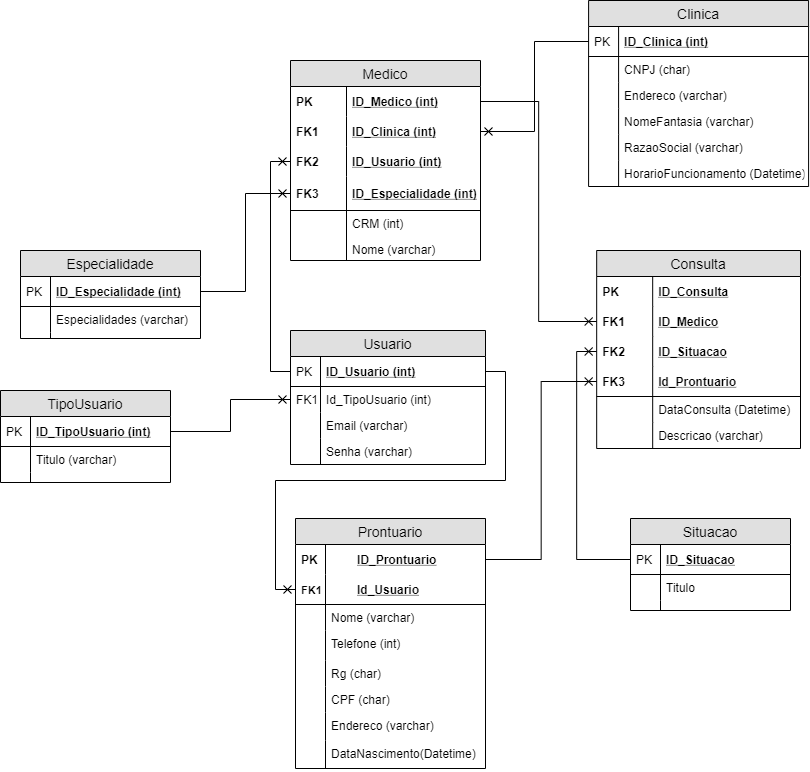 Clinica
PK ID_Clinica (int)
CNPJ (char)
Endereco (varchar)
NomeFantasia (varchar)
RazaoSocial (varchar)
HorarioFuncionamento (Datetime)
Medico
PK ID_Medico (int)
FK1 ID_Clinica (int)
FK2 ID_Usuario (int)
FK3 ID_Especialidade (int)
CRM (int)
Nome (varchar)
Especialidade
PK ID_Especialidade (int)
Especialidades (varchar)
Consulta
PK ID_Consulta
FK1 ID_Medico
FK2 ID_Situacao
FK3 Id_Prontuario
DataConsulta (Datetime)
Descricao (varchar)
Usuario
PK ID_Usuario (int)
FK1 Id_TipoUsuario (int)
Email (varchar)
Senha (varchar)
TipoUsuario
PK ID_TipoUsuario (int)
Titulo (varchar)
Prontuario
PK ID_Prontuario
FK1 Id_Usuario
Nome (varchar)
Telefone (int)
Rg (char)
CPF (char)
Endereco (varchar)
DataNascimento(Datetime)
Situacao
PK ID_Situacao
Titulo